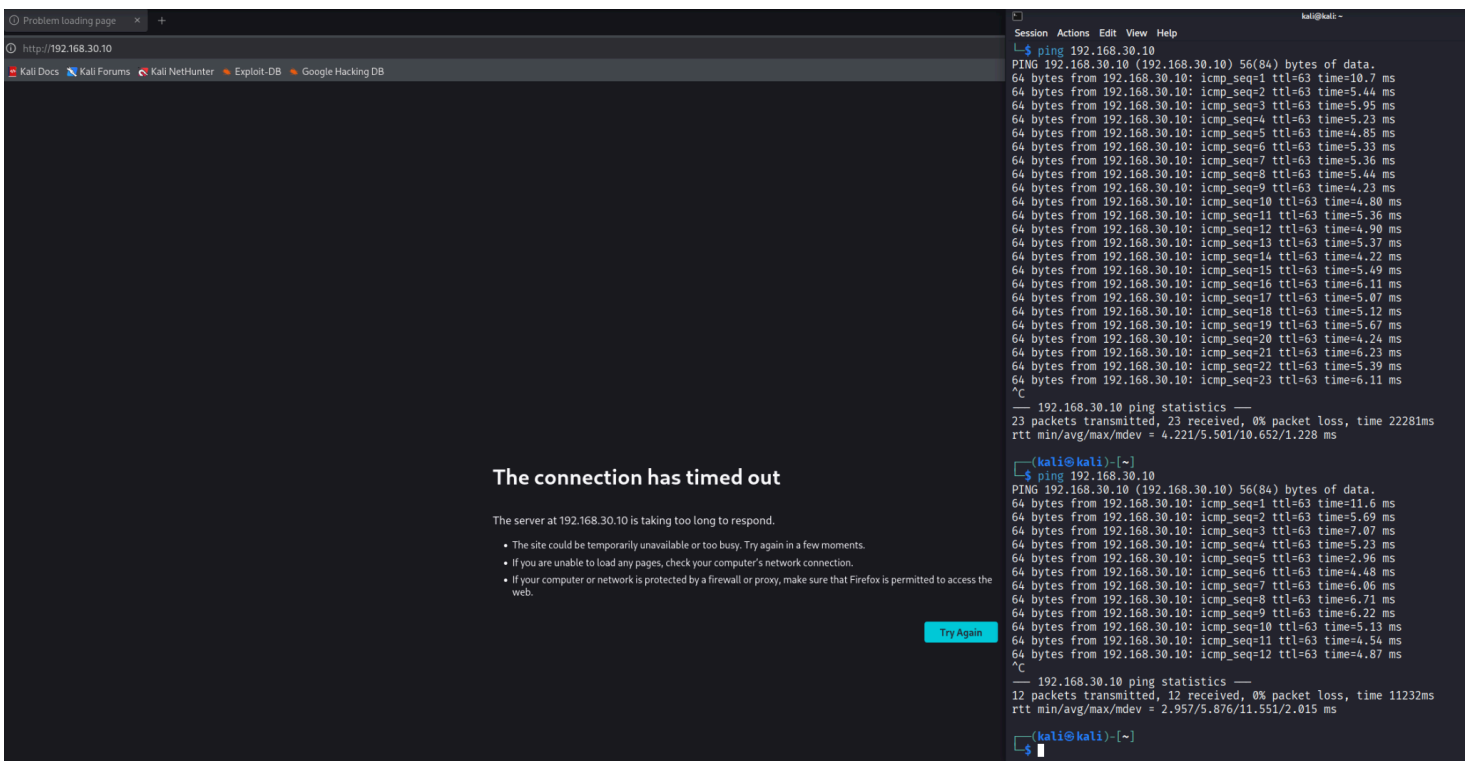 Problem loading page
http://192.168.30.10
Kali Docs Kali Forums Kali NetHunter Exploit-DB Google Hacking DB
The connection has timed out
The server at 192.168.30.10 is taking too long to respond.
• The site could be temporarily unavailable or too busy. Try again in a few moments.
• If you are unable to load any pages, check your computer's network connection.
• If your computer or network is protected by a firewall or proxy, make sure that Firefox is permitted to access the
web.
Try Again
kali@kali: ~
Session Actions Edit View Help
└─$ ping 192.168.30.10
PING 192.168.30.10 (192.168.30.10) 56(84) bytes of data.
64 bytes from 192.168.30.10: icmp_seq=1 ttl=63 time=10.7 ms
64 bytes from 192.168.30.10: icmp_seq=2 ttl=63 time=5.44 ms
64 bytes from 192.168.30.10: icmp_seq=3 ttl=63 time=5.95 ms
64 bytes from 192.168.30.10: icmp_seq=4 ttl=63 time=5.23 ms
64 bytes from 192.168.30.10: icmp_seq=5 ttl=63 time=4.85 ms
64 bytes from 192.168.30.10: icmp_seq=6 ttl=63 time=5.33 ms
64 bytes from 192.168.30.10: icmp_seq=7 ttl=63 time=5.36 ms
64 bytes from 192.168.30.10: icmp_seq=8 ttl=63 time=5.44 ms
64 bytes from 192.168.30.10: icmp_seq=9 ttl=63 time=4.23 ms
64 bytes from 192.168.30.10: icmp_seq=10 ttl=63 time=4.80 ms
64 bytes from 192.168.30.10: icmp_seq=11 ttl=63 time=5.36 ms
64 bytes from 192.168.30.10: icmp_seq=12 ttl=63 time=4.90 ms
64 bytes from 192.168.30.10: icmp_seq=13 ttl=63 time=5.37 ms
64 bytes from 192.168.30.10: icmp_seq=14 ttl=63 time=4.22 ms
64 bytes from 192.168.30.10: icmp_seq=15 ttl=63 time=5.49 ms
64 bytes from 192.168.30.10: icmp_seq=16 ttl=63 time=6.11 ms
64 bytes from 192.168.30.10: icmp_seq=17 ttl=63 time=5.07 ms
64 bytes from 192.168.30.10: icmp_seq=18 ttl=63 time=5.12 ms
64 bytes from 192.168.30.10: icmp_seq=19 ttl=63 time=5.67 ms
64 bytes from 192.168.30.10: icmp_seq=20 ttl=63 time=4.24 ms
64 bytes from 192.168.30.10: icmp_seq=21 ttl=63 time=6.23 ms
64 bytes from 192.168.30.10: icmp_seq=22 ttl=63 time=5.39 ms
64 bytes from 192.168.30.10: icmp_seq=23 ttl=63 time=6.11 ms
^C
--- 192.168.30.10 ping statistics ---
23 packets transmitted, 23 received, 0% packet loss, time 22281ms
rtt min/avg/max/mdev = 4.221/5.501/10.652/1.228 ms
┌──(kali㉿kali)-[~]
└─$ ping 192.168.30.10
PING 192.168.30.10 (192.168.30.10) 56(84) bytes of data.
64 bytes from 192.168.30.10: icmp_seq=1 ttl=63 time=11.6 ms
64 bytes from 192.168.30.10: icmp_seq=2 ttl=63 time=5.69 ms
64 bytes from 192.168.30.10: icmp_seq=3 ttl=63 time=7.07 ms
64 bytes from 192.168.30.10: icmp_seq=4 ttl=63 time=5.23 ms
64 bytes from 192.168.30.10: icmp_seq=5 ttl=63 time=2.96 ms
64 bytes from 192.168.30.10: icmp_seq=6 ttl=63 time=4.48 ms
64 bytes from 192.168.30.10: icmp_seq=7 ttl=63 time=6.06 ms
64 bytes from 192.168.30.10: icmp_seq=8 ttl=63 time=6.71 ms
64 bytes from 192.168.30.10: icmp_seq=9 ttl=63 time=6.22 ms
64 bytes from 192.168.30.10: icmp_seq=10 ttl=63 time=5.13 ms
64 bytes from 192.168.30.10: icmp_seq=11 ttl=63 time=4.54 ms
64 bytes from 192.168.30.10: icmp_seq=12 ttl=63 time=4.87 ms
^C
--- 192.168.30.10 ping statistics ---
12 packets transmitted, 12 received, 0% packet loss, time 11232ms
rtt min/avg/max/mdev = 2.957/5.876/11.551/2.015 ms
┌──(kali㉿kali)-[~]
└─$